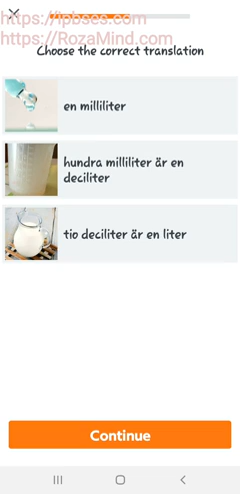 https://ipbses.com
https://RozaMind.com
Choose the correct translation
en milliliter
hundra milliliter är en
deciliter
tio deciliter är en liter
Continue